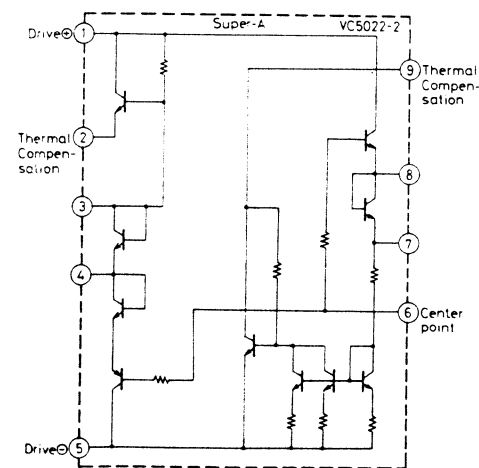 Super-A VC5022-2
Drive⊕ 1
9 Thermal
Compen-
sation
2
Thermal
Compen-
sation
3
8
7
4
6 Center
point
Drive⊖ 5